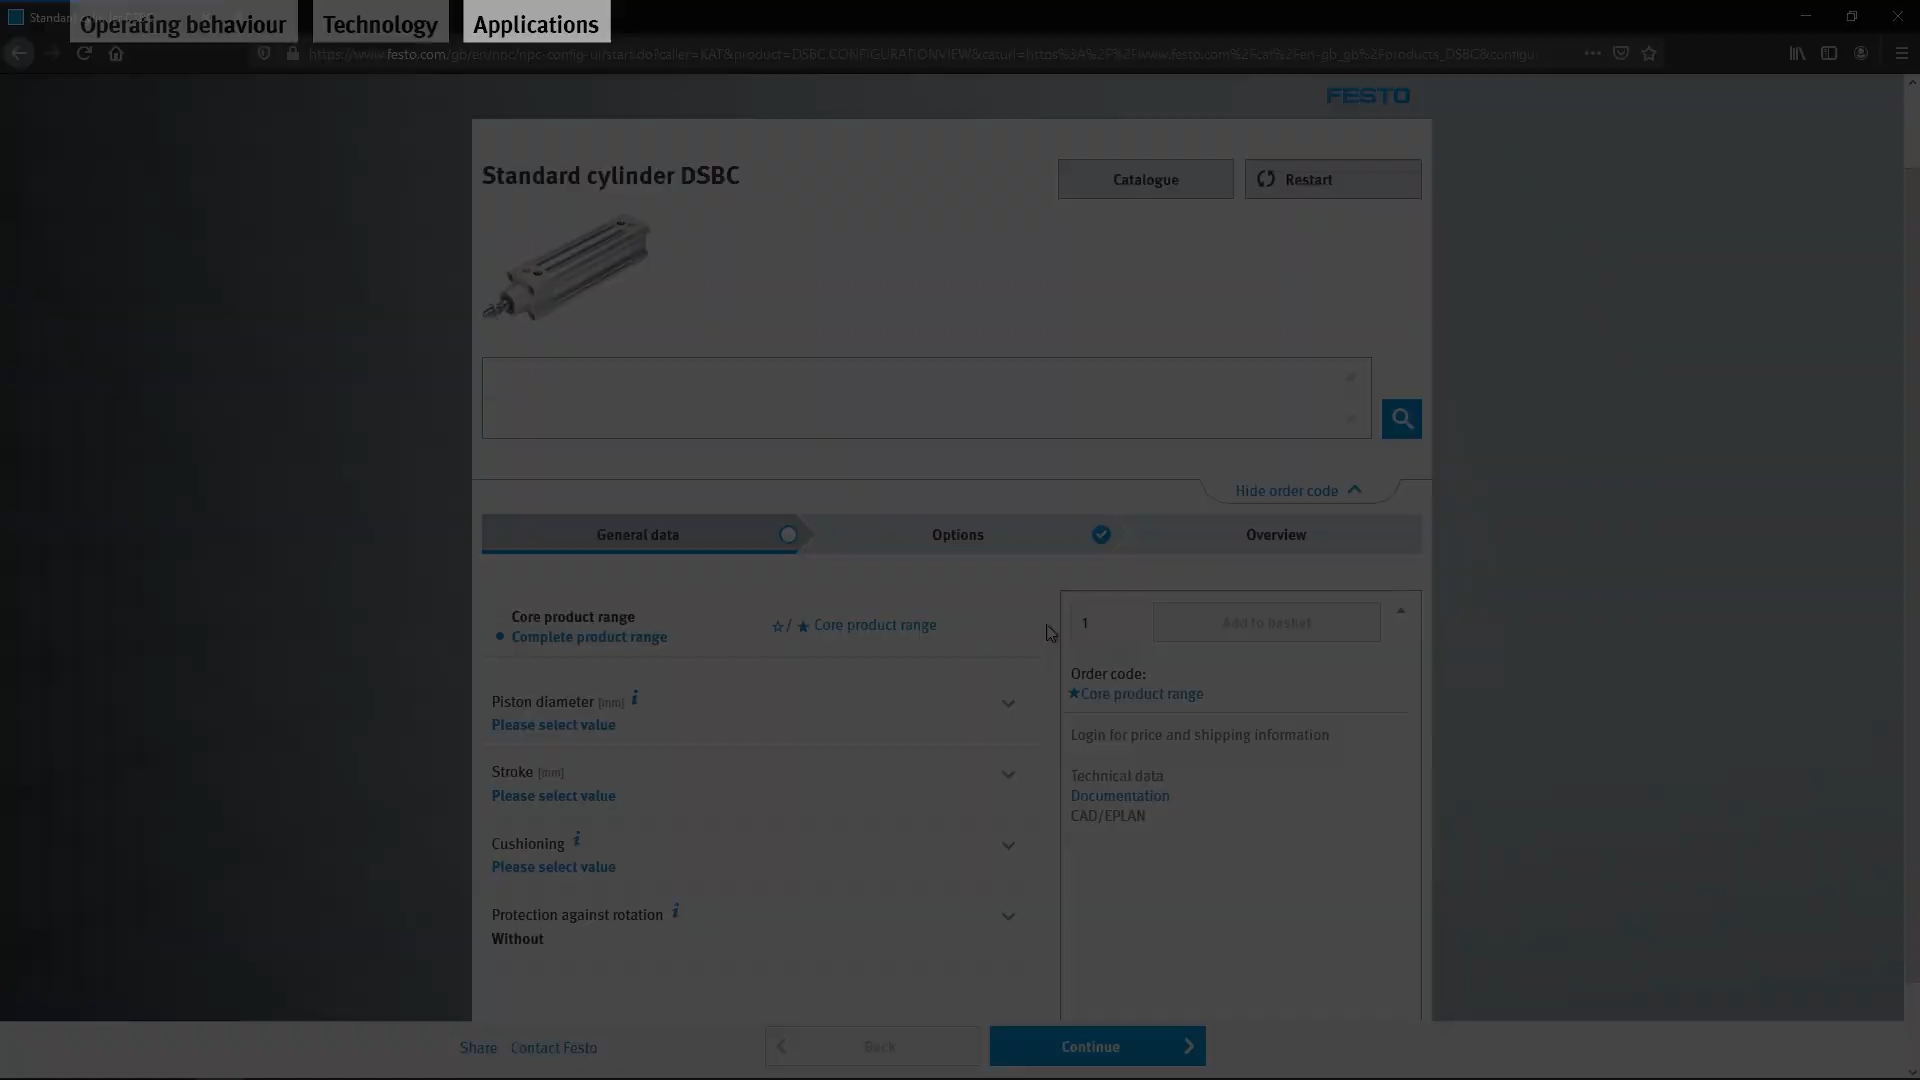 Operating behaviour
Technology
Applications
FESTO
Standard cylinder DSBC
Catalogue
Restart
Hide order code
General data
Options
Overview
Core product range
Complete product range
☆/ ★ Core product range
1
Add to basket
Order code:
★Core product range
Login for price and shipping information
Technical data
Documentation
CAD/EPLAN
Piston diameter [mm] i
Please select value
Stroke [mm]
Please select value
Cushioning i
Please select value
Protection against rotation i
Without
Share
Contact Festo
Back
Continue